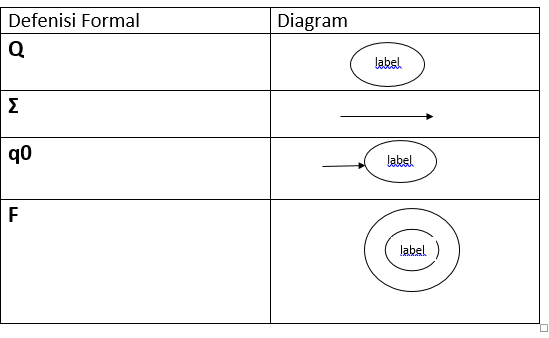 Defenisi Formal Diagram
Q
label
Σ
q0
label
F
label